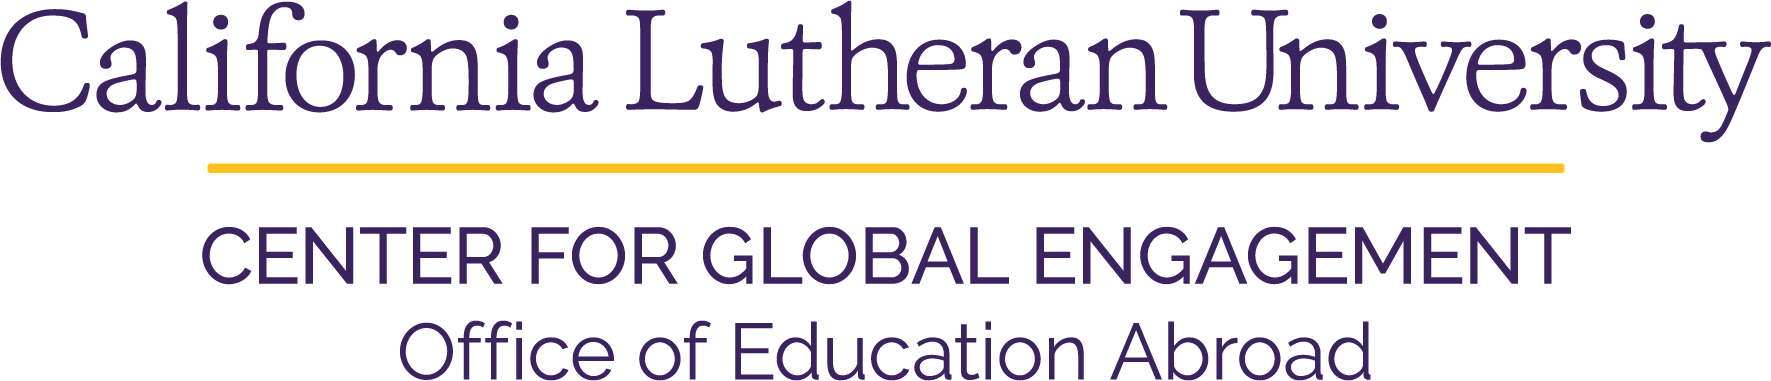 California Lutheran University
CENTER FOR GLOBAL ENGAGEMENT
Office of Education Abroad